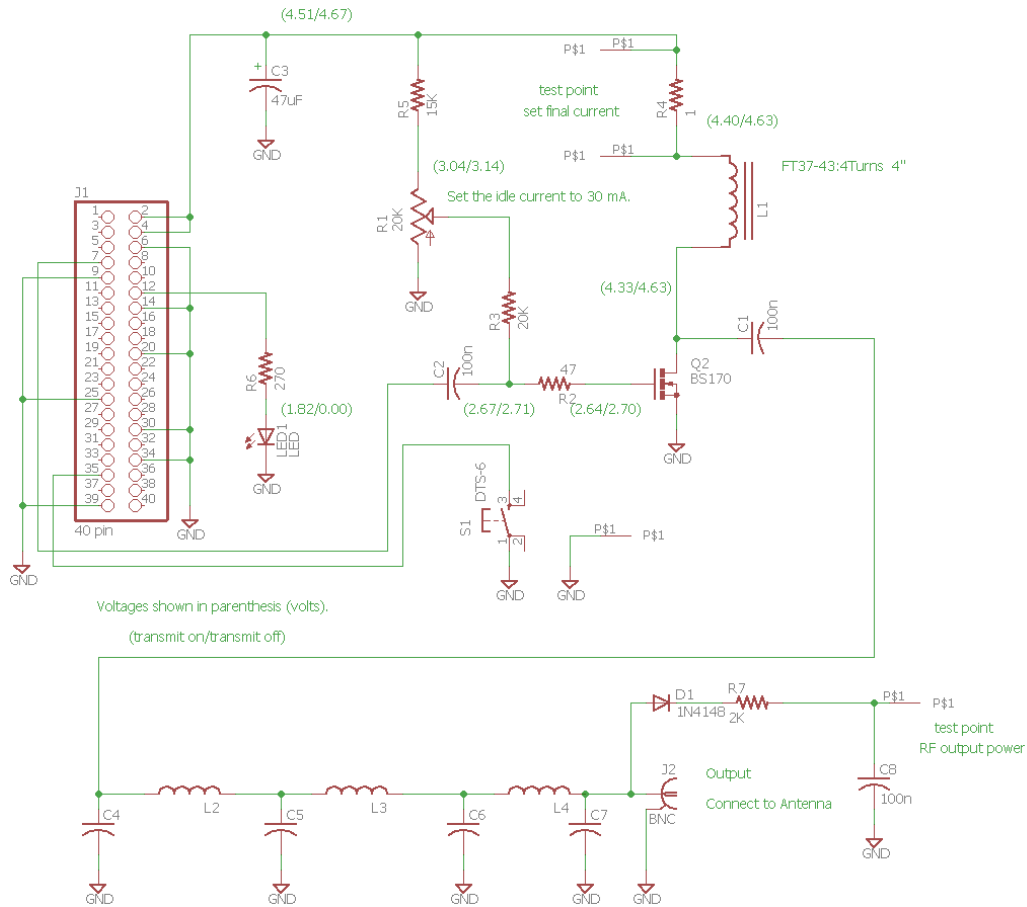 (4.51/4.67)
P$1
C3
+
47uF
GND
R5
15K
test point
set final current
R4
1
(4.40/4.63)
P$1
P$1
FT37-43:4Turns 4"
(3.04/3.14)
Set the idle current to 30 mA.
R1
20K
L1
GND
J1
1 2
3 4
5 6
7 8
9 10
11 12
13 14
15 16
17 18
19 20
21 22
23 24
25 26
27 28
29 30
31 32
33 34
35 36
37 38
39 40
40 pin
GND
GND
(4.33/4.63)
R3
20K
C1
100n
R6
270
C2
100n
47
R2
Q2
BS170
(1.82/0.00)
(2.67/2.71)
(2.64/2.70)
LED1
LED
GND
GND
DTS-6
3 4
S1
1 2
GND
P$1
P$1
GND
Voltages shown in parenthesis (volts).
(transmit on/transmit off)
D1
1N4148
R7
2K
P$1
P$1
test point
RF output power
J2
Output
Connect to Antenna
BNC
C8
100n
GND
L2
L3
L4
C4
C5
C6
C7
GND
GND
GND
GND
GND